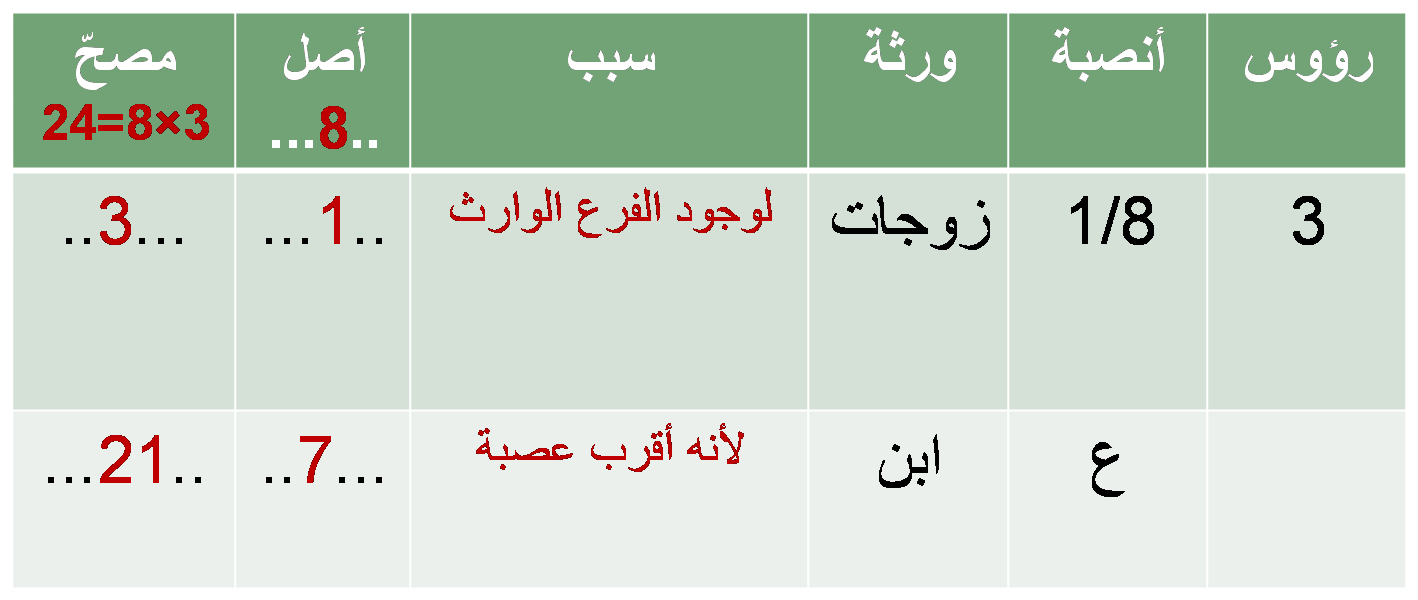 رؤوس
أنصبة
ورثة
سبب
أصل
...8..
مصحّ
24=8×3
3
1/8
زوجات
لوجود الفرع الوارث
...1..
..3...
ع
ابن
لأنه أقرب عصبة
..7...
...21..